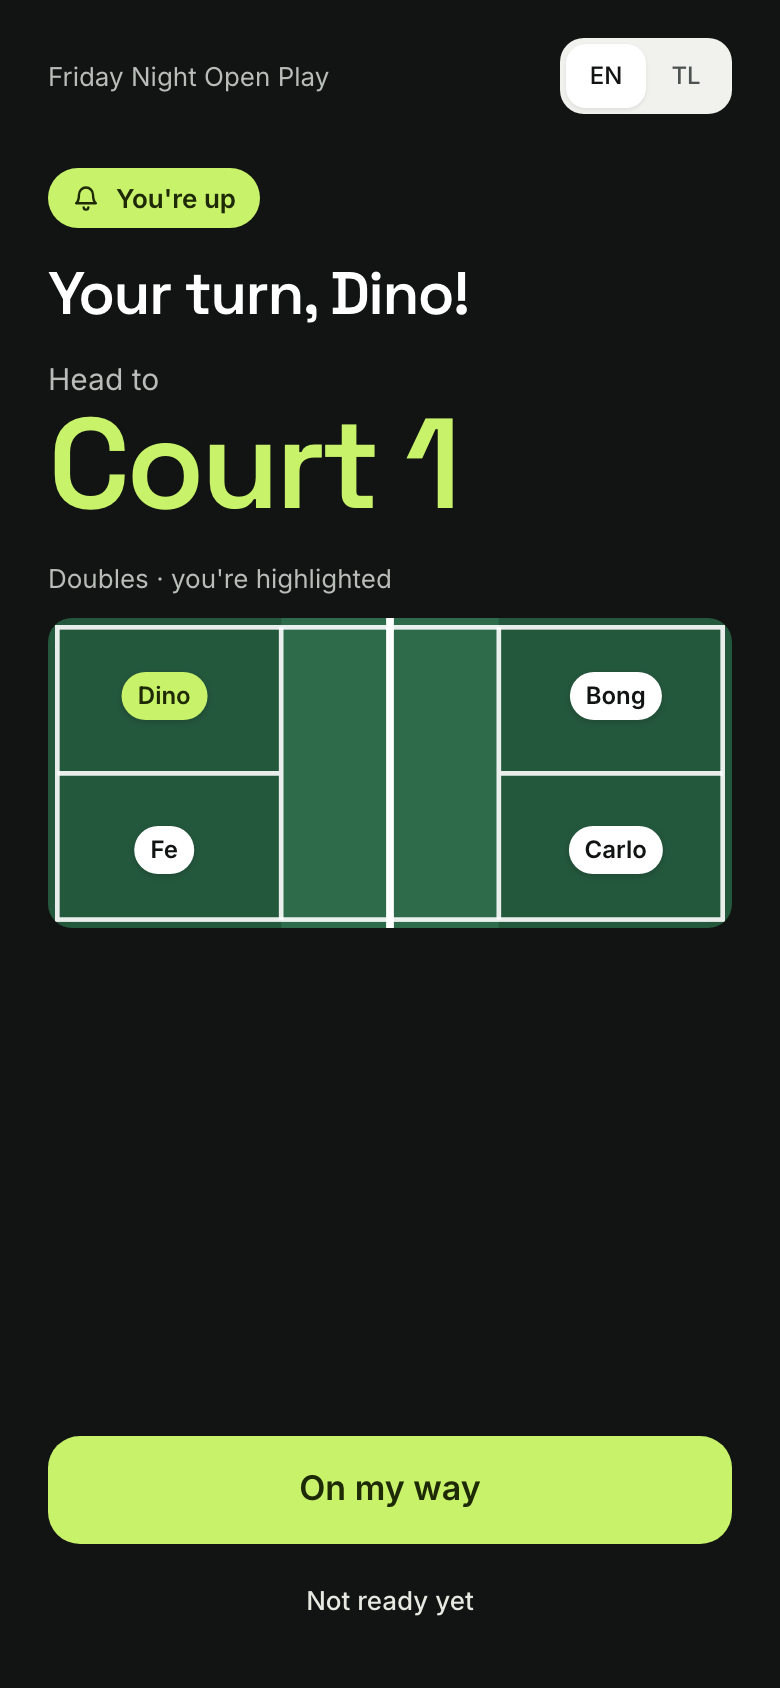 Friday Night Open Play
EN TL
You're up
Your turn, Dino!
Head to
Court 1
Doubles · you're highlighted
Dino
Bong
Fe
Carlo
On my way
Not ready yet